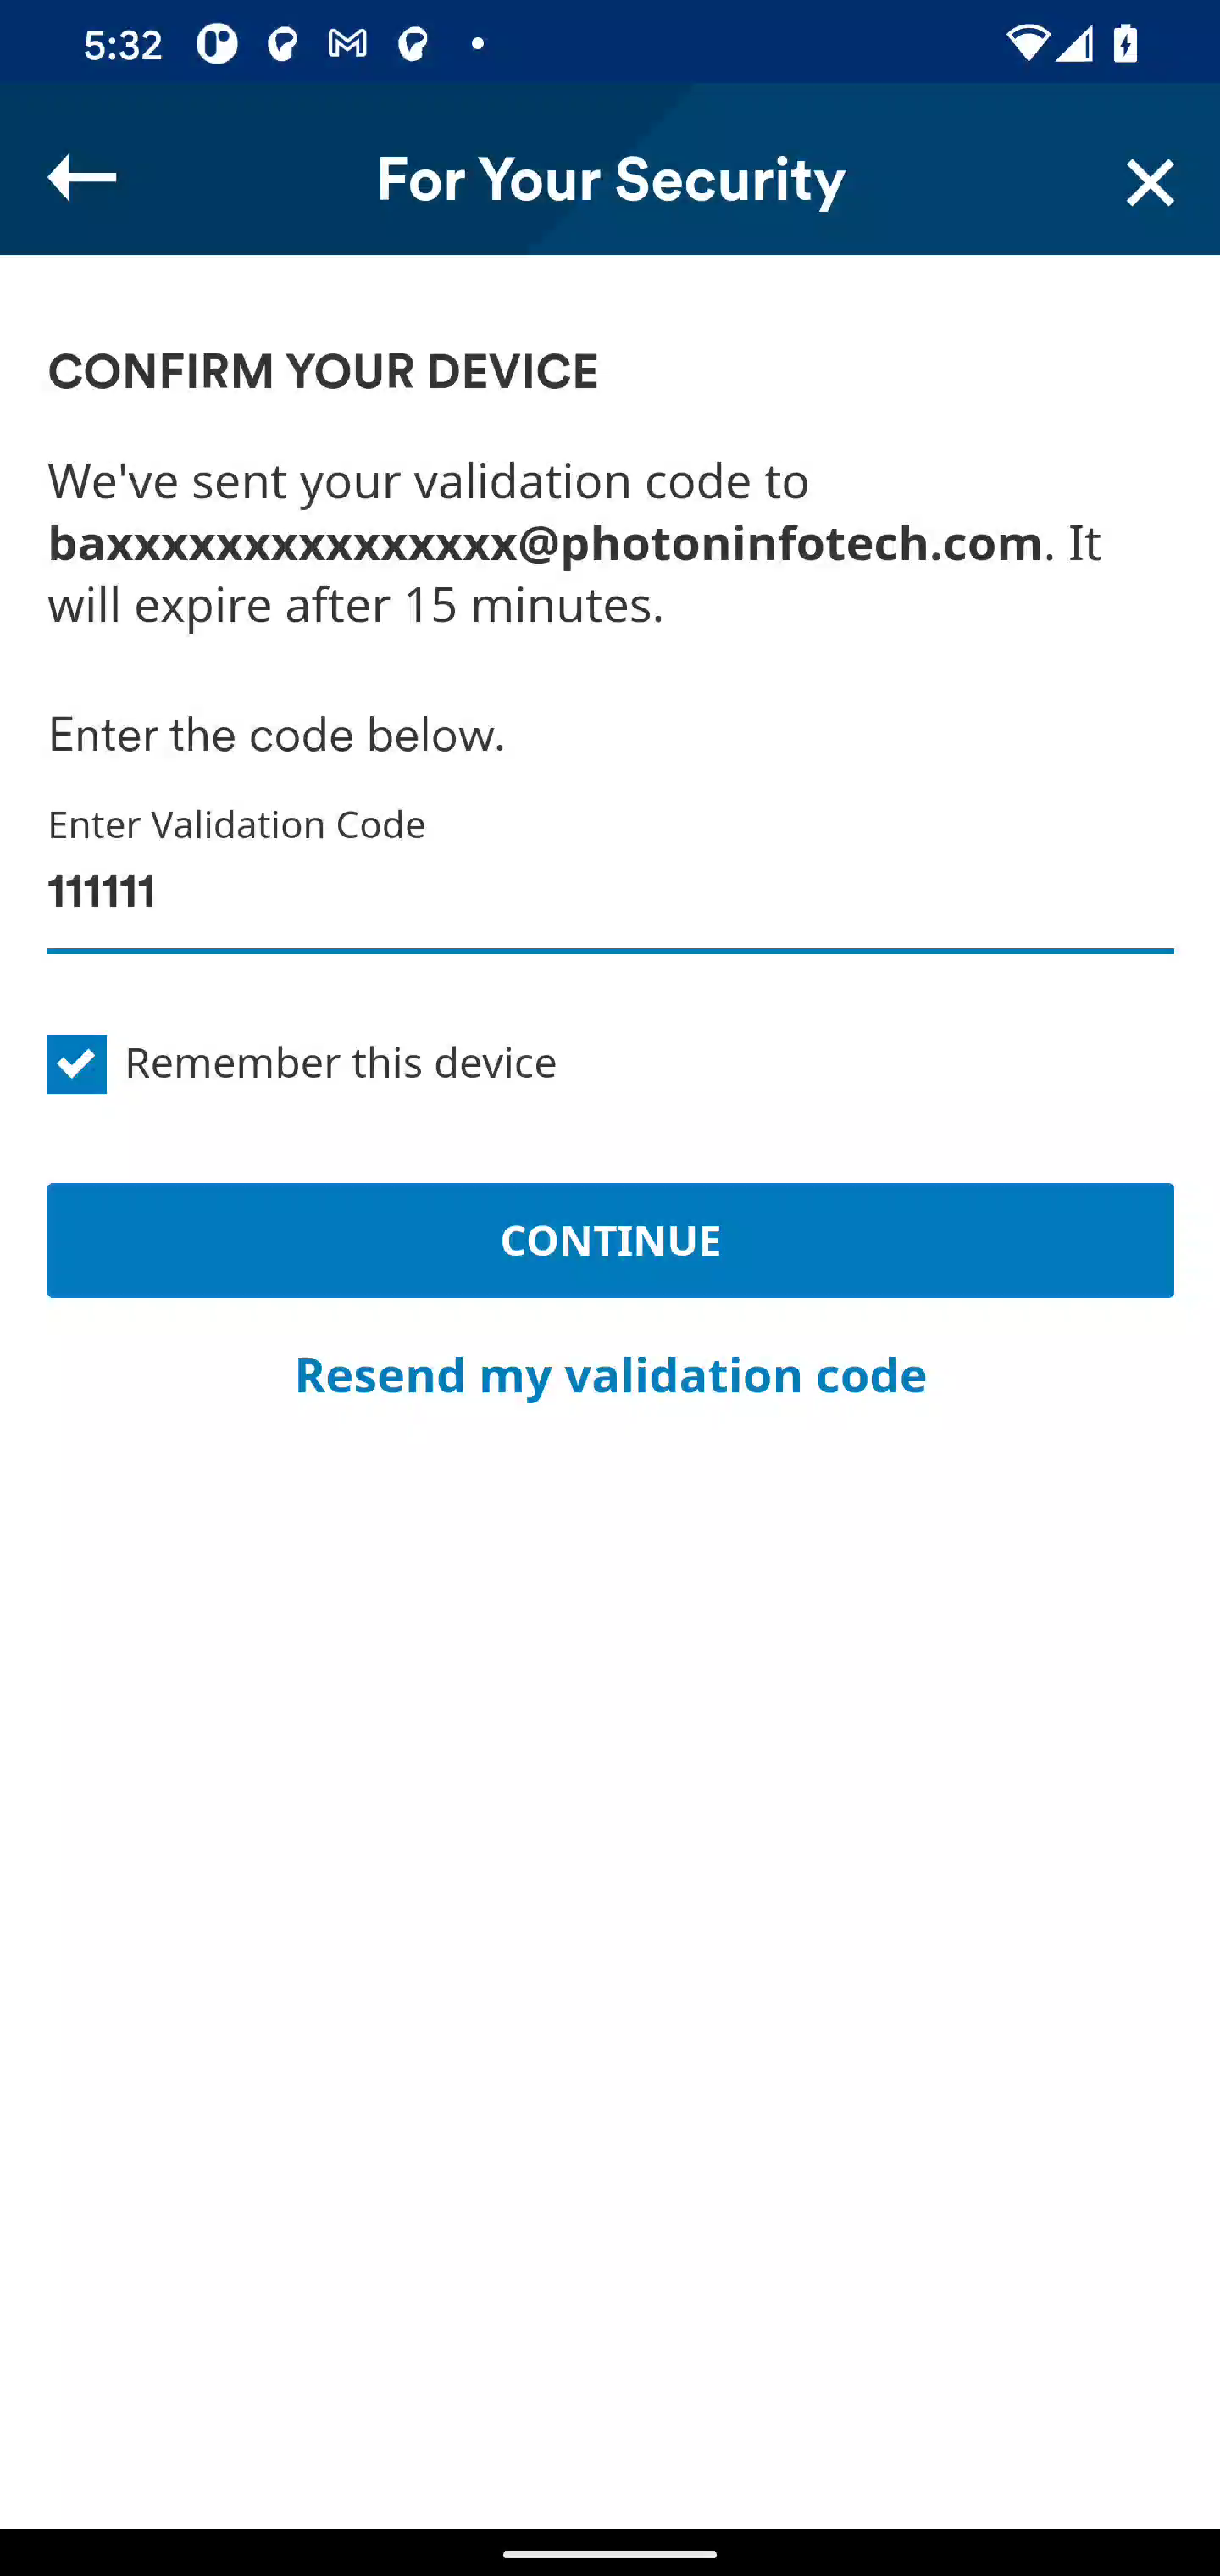 5:32
For Your Security
CONFIRM YOUR DEVICE
We've sent your validation code to
baxxxxxxxxxxxxxxx@photoninfotech.com. It
will expire after 15 minutes.
Enter the code below.
Enter Validation Code
111111
Remember this device
CONTINUE
Resend my validation code